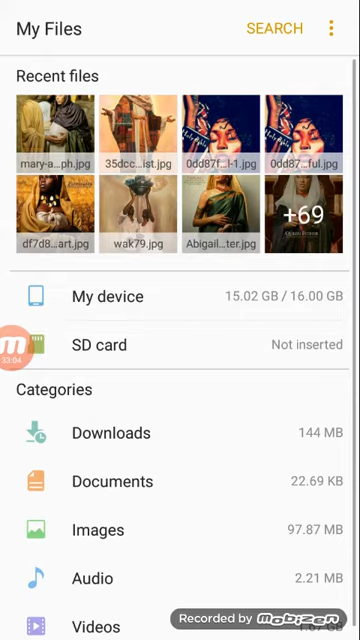 My Files SEARCH
Recent files
mary-a...ph.jpg 35dcc...ist.jpg 0dd87f...l-1.jpg 0dd87...ful.jpg
df7d8...art.jpg wak79.jpg Abigail...ter.jpg +69
My device 15.02 GB / 16.00 GB
SD card Not inserted
33:04
Categories
Downloads 144 MB
Documents 22.69 KB
Images 97.87 MB
Audio 2.21 MB
Recorded by Mobizen
Videos